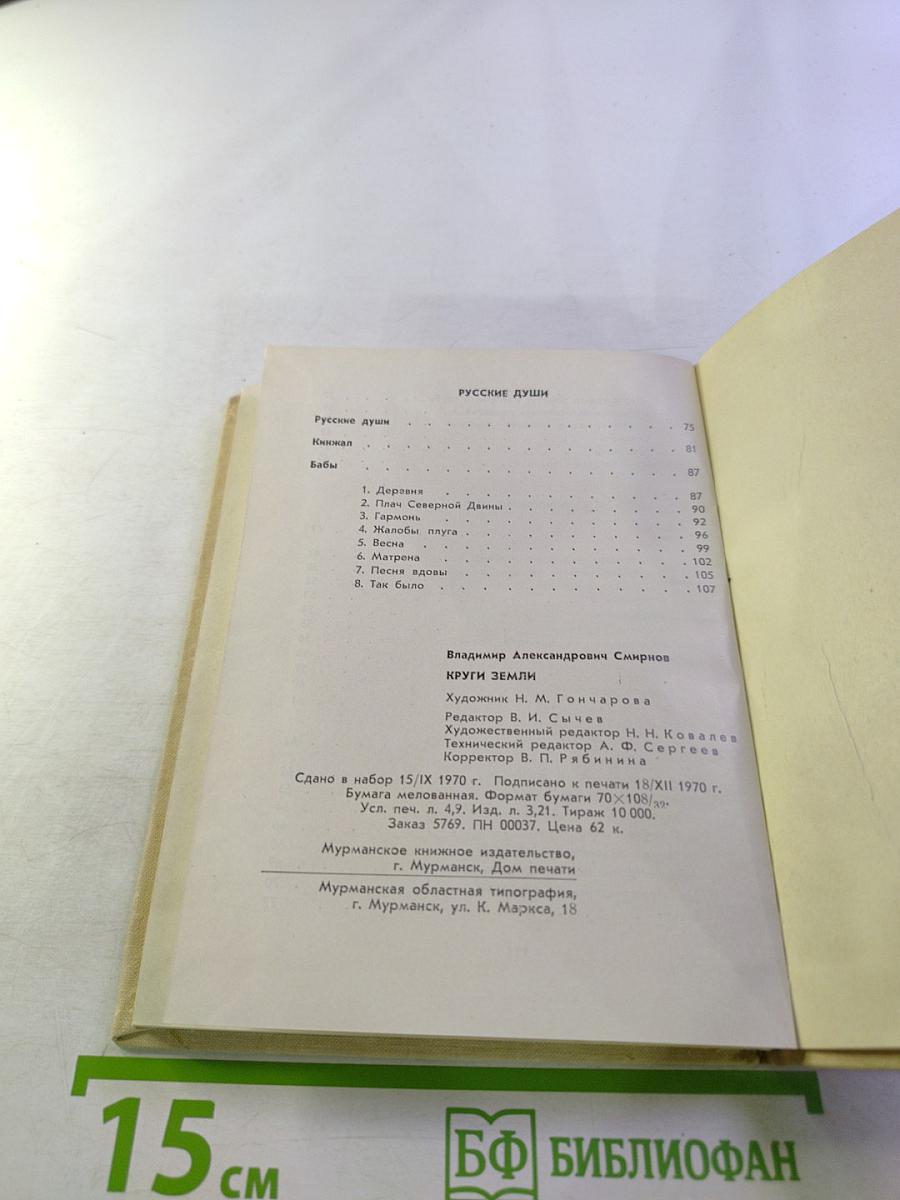 РУССКИЕ ДУШИ
Русские души . . . . . . . . . . . . . . 75
Кинжал . . . . . . . . . . . . . . . 81
Бабы . . . . . . . . . . . . . . . 87
1. Деревня . . . . . . . . . . . . 87
2. Плач Северной Двины . . . . . . . . 90
3. Гармонь . . . . . . . . . . . . 92
4. Жалобы плуга . . . . . . . . . . 96
5. Весна . . . . . . . . . . . . . 99
6. Матрена . . . . . . . . . . . . 102
7. Песня вдовы . . . . . . . . . . . 105
8. Так было . . . . . . . . . . . . 107
Владимир Александрович Смирнов
КРУГИ ЗЕМЛИ
Художник Н. М. Гончарова
Редактор В. И. Сычев
Художественный редактор Н. Н. Ковалев
Технический редактор А. Ф. Сергеев
Корректор В. П. Рябинина
Сдано в набор 15/IX 1970 г. Подписано к печати 18/XII 1970 г.
Бумага мелованная. Формат бумаги 70×108/32.
Усл. печ. л. 4,9. Изд. л. 3,21. Тираж 10 000.
Заказ 5769. ПН 00037. Цена 62 к.
Мурманское книжное издательство,
г. Мурманск, Дом печати
Мурманская областная типография,
г. Мурманск, ул. К. Маркса, 18
15 см
БФ БИБЛИОФАН